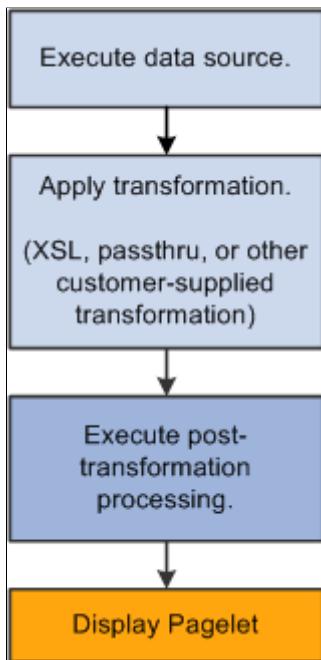 Execute data source.
Apply transformation.
(XSL, passthru, or other
customer-supplied
transformation)
Execute post-
transformation
processing.
Display Pagelet